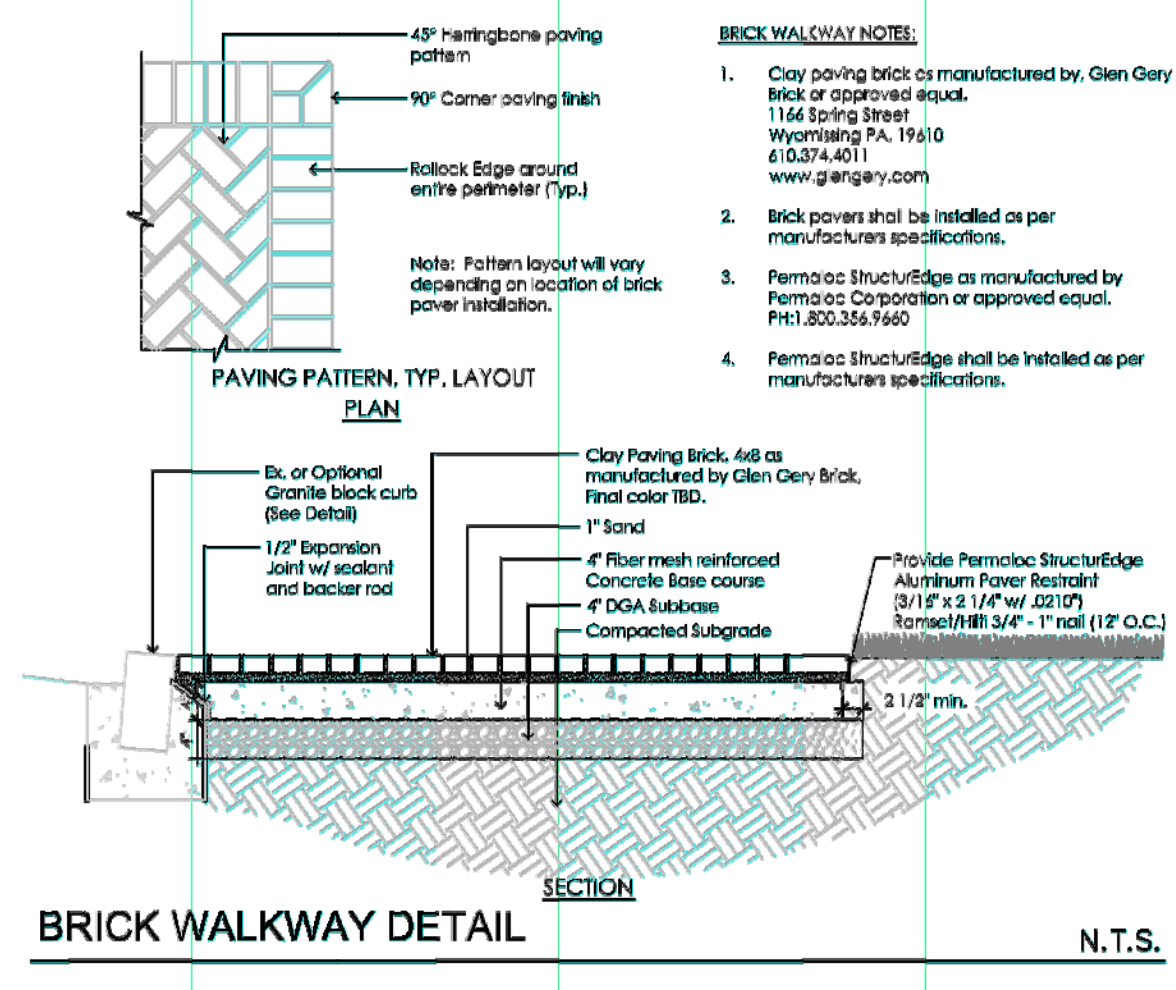 45° Herringbone paving
pattern
90° Corner paving finish
Rollock Edge around
entire perimeter (Typ.)
Note: Pattern layout will vary
depending on location of brick
paver installation.
PAVING PATTERN, TYP. LAYOUT
PLAN
BRICK WALKWAY NOTES:
1. Clay paving brick as manufactured by, Glen Gery
Brick or approved equal.
1166 Spring Street
Wyomissing PA, 19610
610.374.4011
www.glengery.com
2. Brick pavers shall be installed as per
manufacturers specifications.
3. Permaloc StructurEdge as manufactured by
Permaloc Corporation or approved equal.
PH:1.800.356.9660
4. Permaloc StructurEdge shall be installed as per
manufacturers specifications.
Ex. or Optional
Granite block curb
(See Detail)
1/2" Expansion
Joint w/ sealant
and backer rod
Clay Paving Brick, 4x8 as
manufactured by Glen Gery Brick,
Final color TBD.
1" Sand
4" Fiber mesh reinforced
Concrete Base course
4" DGA Subbase
Compacted Subgrade
Provide Permaloc StructurEdge
Aluminum Paver Restraint
(3/16" x 2 1/4" w/ .0210")
Ramset/Hilti 3/4" - 1" nail (12" O.C.)
2 1/2" min.
4"
SECTION
BRICK WALKWAY DETAIL
N.T.S.